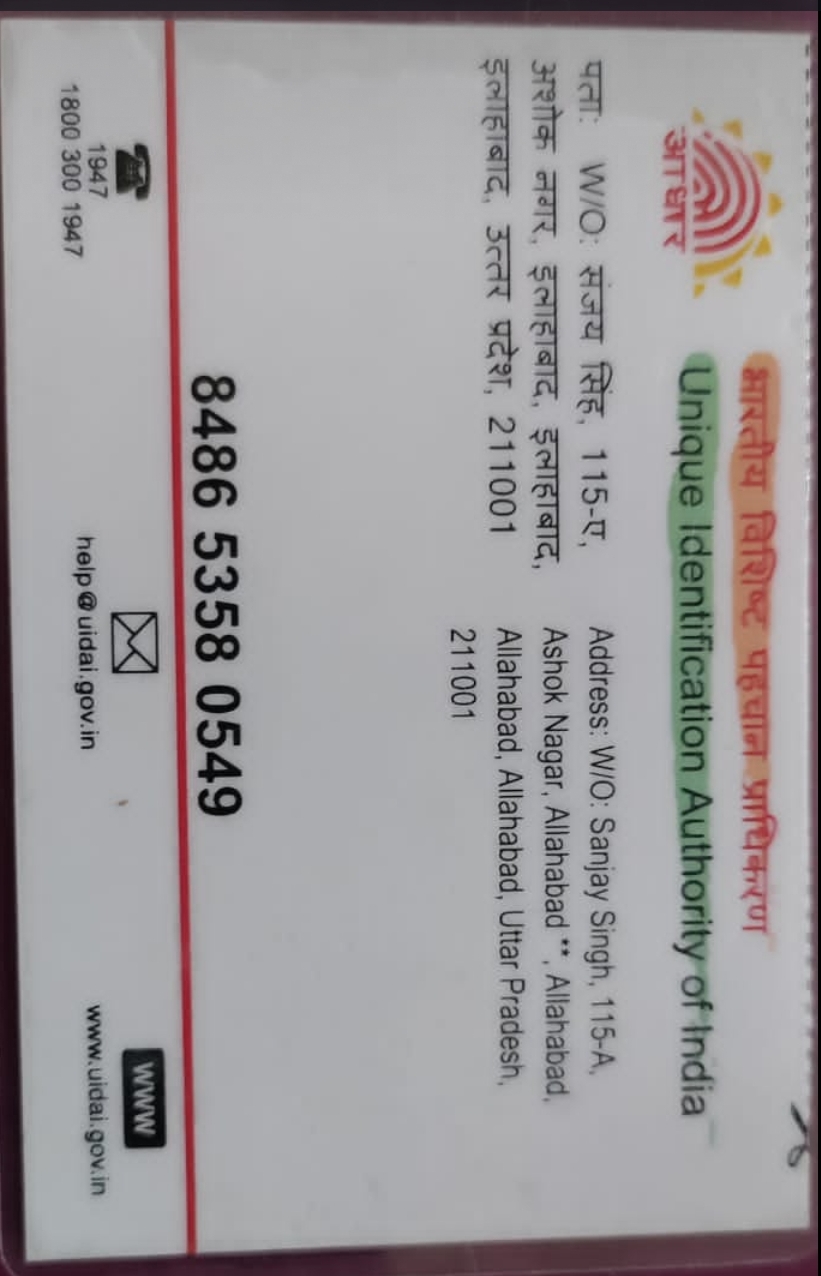 भारतीय विशिष्ट पहचान प्राधिकरण
Unique Identification Authority of India
आधार
पता: W/O: संजय सिंह, 115-ए,
अशोक नगर, इलाहाबाद, इलाहाबाद,
इलाहाबाद, उत्तर प्रदेश, 211001
Address: W/O: Sanjay Singh, 115-A,
Ashok Nagar, Allahabad **, Allahabad,
Allahabad, Allahabad, Uttar Pradesh,
211001
8486 5358 0549
1947
1800 300 1947
help@uidai.gov.in
www
www.uidai.gov.in